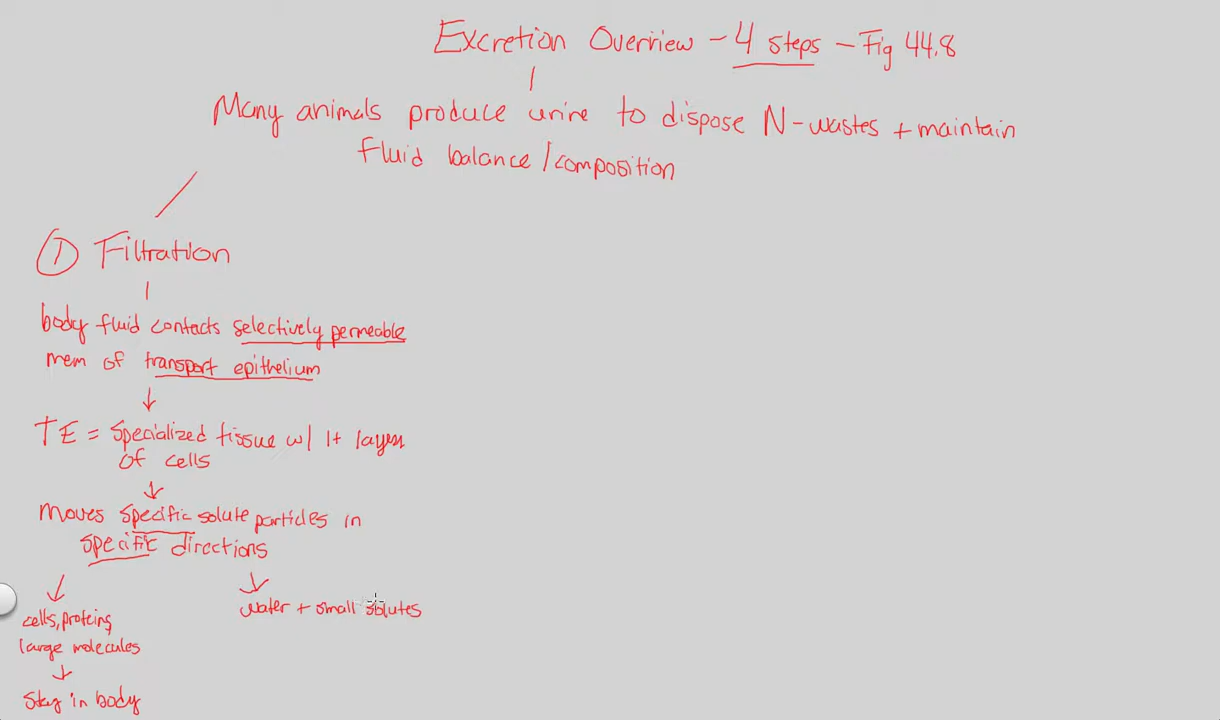 Excretion Overview - 4 steps - Fig 44.8
Many animals produce urine to dispose N-wastes + maintain
fluid balance/composition
① Filtration
body fluid contacts selectively permeable
mem of transport epithelium
TE = Specialized tissue w/ 1+ layers
of cells
Moves specific solute particles in
specific directions
water + small solutes
cells, proteins,
large molecules
Stay in body